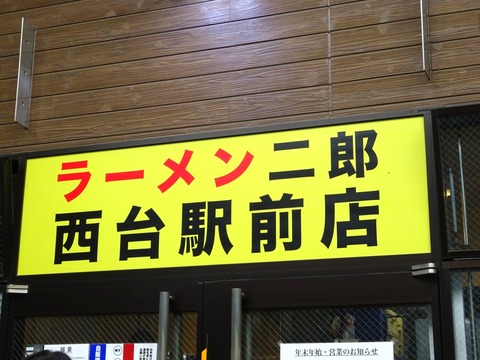 ラーメン二郎
西台駅前店
年末年始・営業のお知らせ